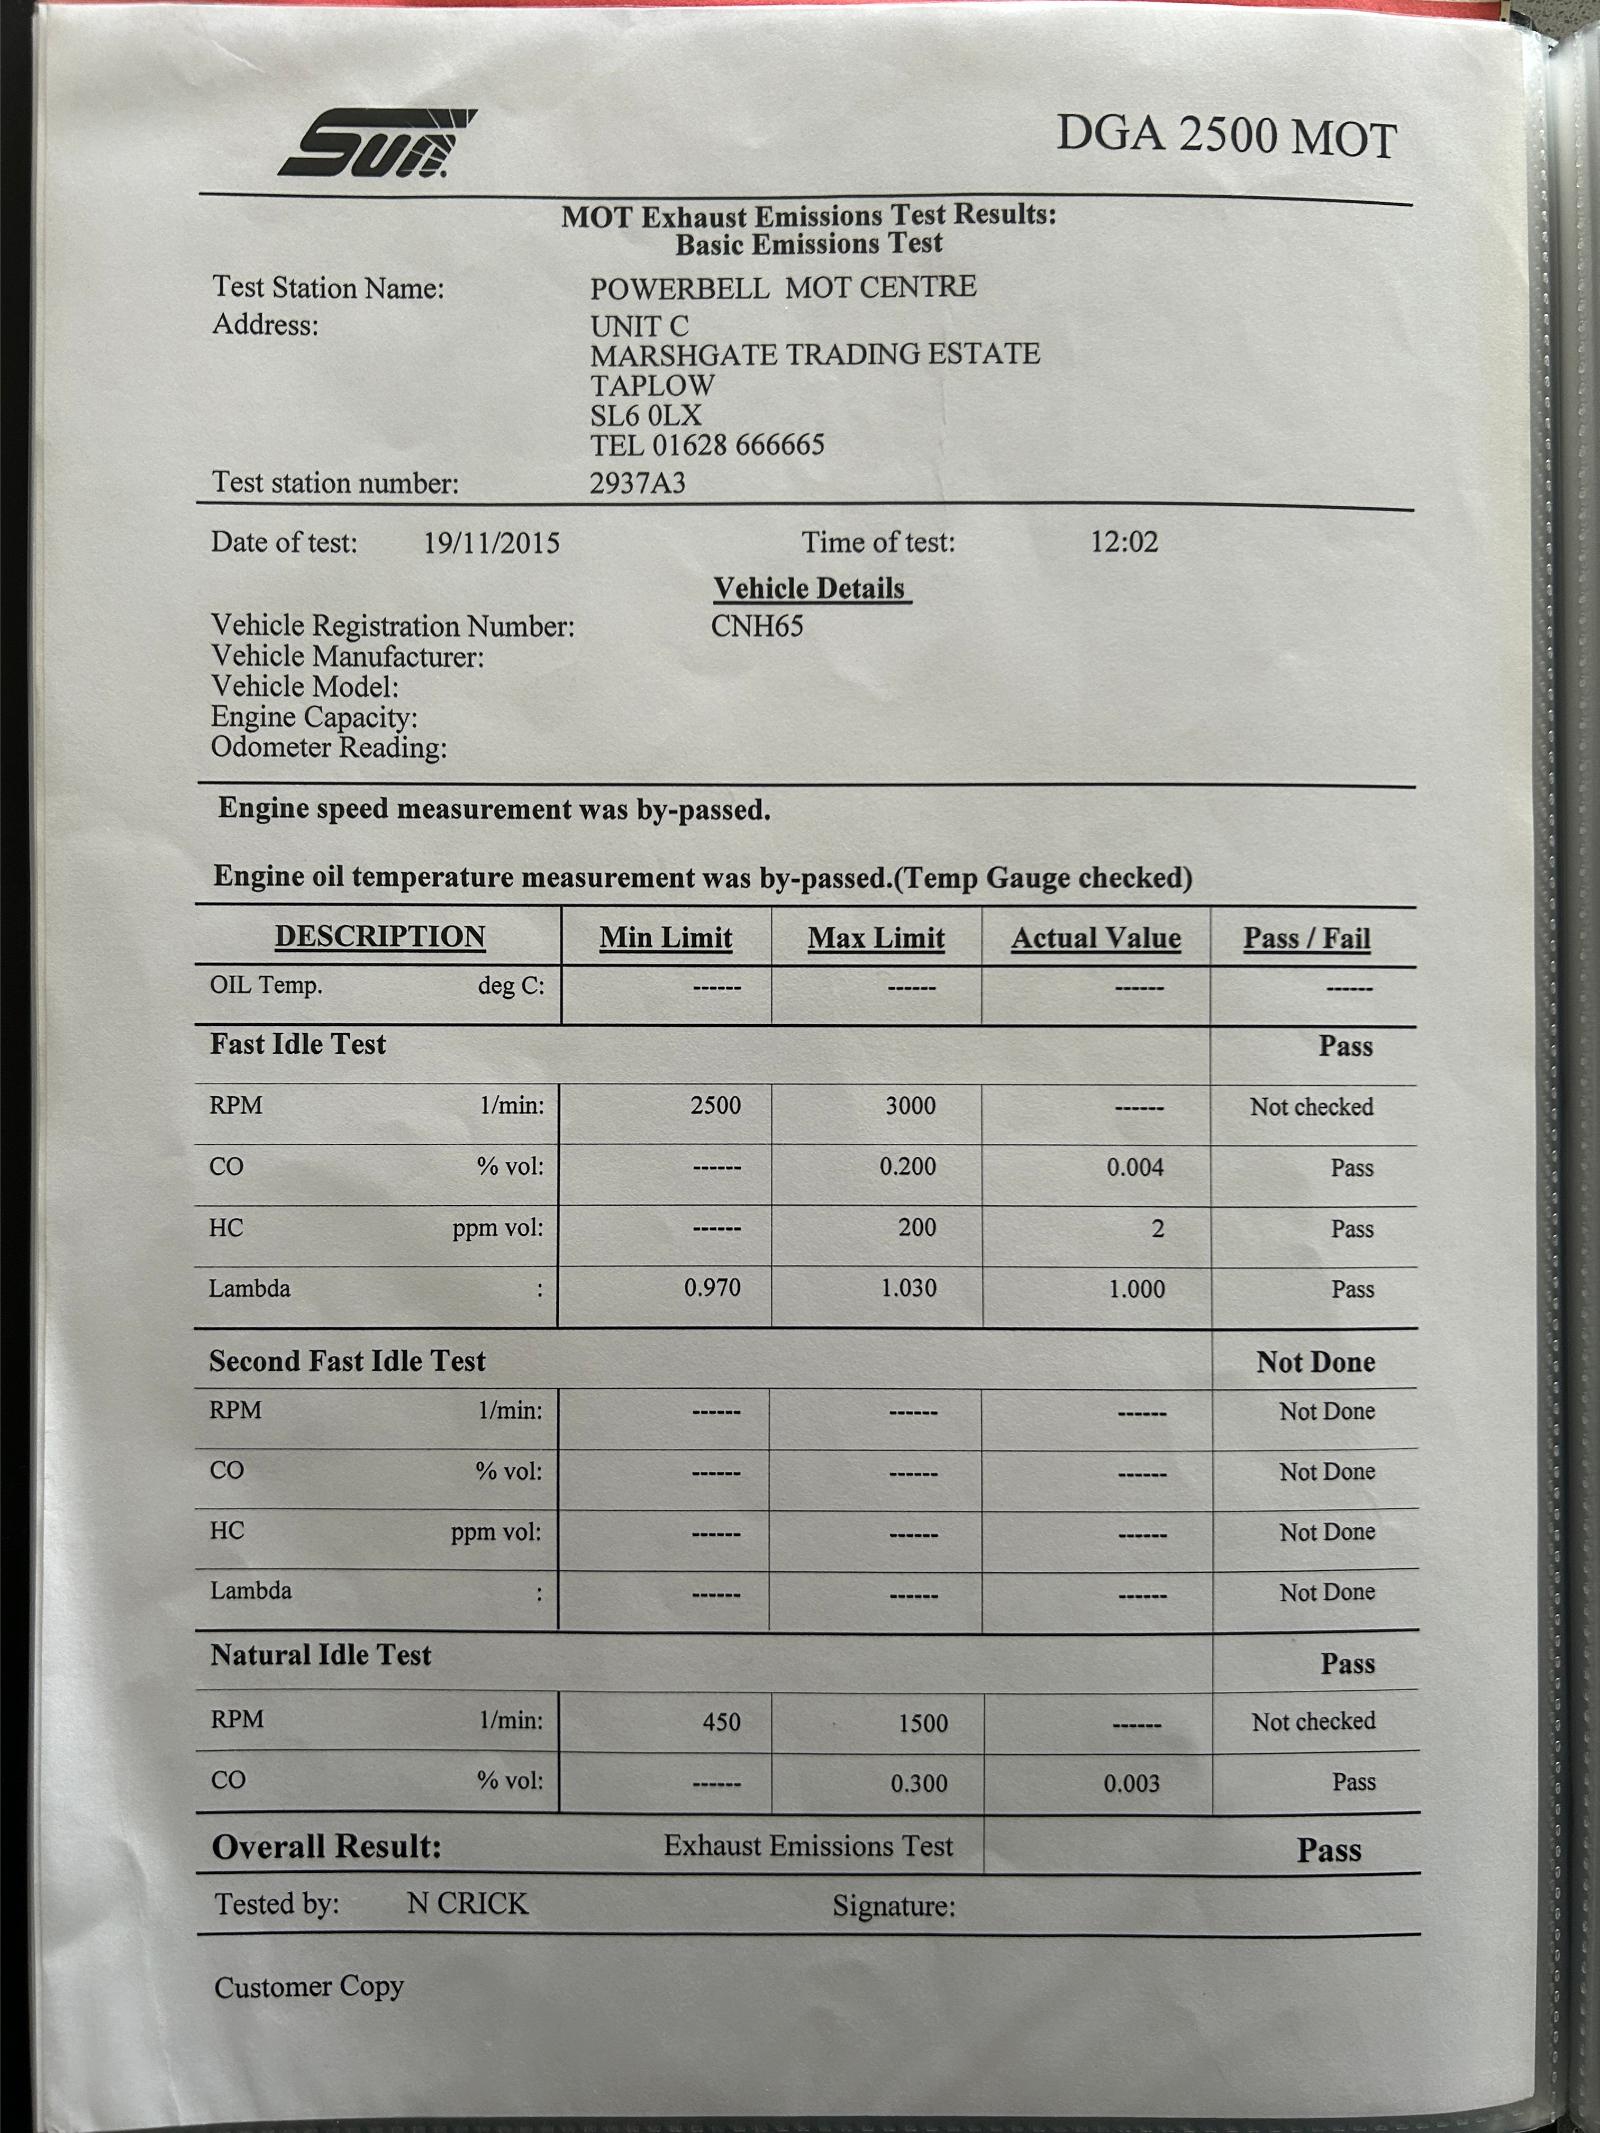 Sun
DGA 2500 MOT
MOT Exhaust Emissions Test Results:
Basic Emissions Test
Test Station Name: POWERBELL MOT CENTRE
Address: UNIT C
MARSHGATE TRADING ESTATE
TAPLOW
SL6 0LX
TEL 01628 666665
Test station number: 2937A3
Date of test: 19/11/2015 Time of test: 12:02
Vehicle Details
Vehicle Registration Number: CNH65
Vehicle Manufacturer:
Vehicle Model:
Engine Capacity:
Odometer Reading:
Engine speed measurement was by-passed.
Engine oil temperature measurement was by-passed.(Temp Gauge checked)
DESCRIPTION Min Limit Max Limit Actual Value Pass / Fail
OIL Temp. deg C: ------ ------ ------ ------
Fast Idle Test Pass
RPM 1/min: 2500 3000 ------ Not checked
CO % vol: ------ 0.200 0.004 Pass
HC ppm vol: ------ 200 2 Pass
Lambda : 0.970 1.030 1.000 Pass
Second Fast Idle Test Not Done
RPM 1/min: ------ ------ ------ Not Done
CO % vol: ------ ------ ------ Not Done
HC ppm vol: ------ ------ ------ Not Done
Lambda : ------ ------ ------ Not Done
Natural Idle Test Pass
RPM 1/min: 450 1500 ------ Not checked
CO % vol: ------ 0.300 0.003 Pass
Overall Result: Exhaust Emissions Test Pass
Tested by: N CRICK Signature:
Customer Copy